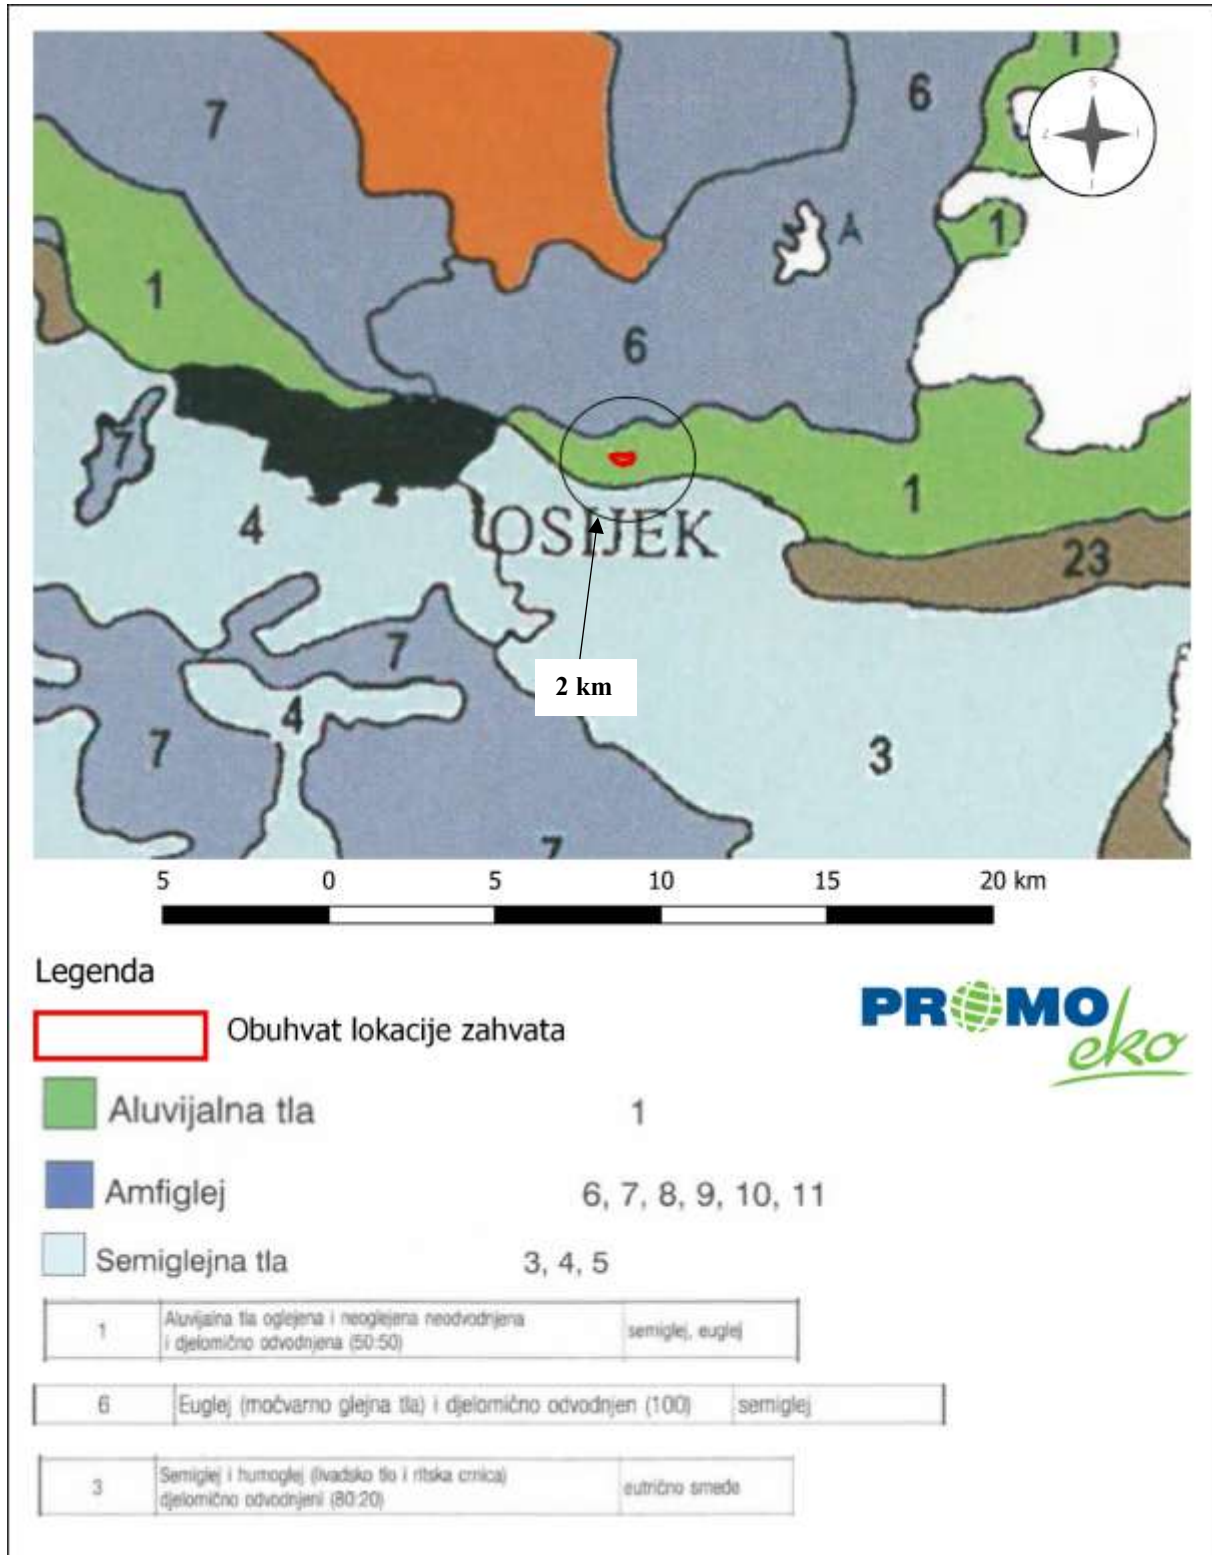 1
7
6
S
Z I
J
1
A
1
6
7
1
4
OSIJEK
23
7
2 km
4
7
3
7
5 0 5 10 15 20 km
Legenda
Obuhvat lokacije zahvata
PROMO
eko
Aluvijalna tla 1
Amfiglej 6, 7, 8, 9, 10, 11
Semiglejna tla 3, 4, 5
1 Aluvijalna tla oglejena i neoglejena neodvodnjena semiglej, euglej
i djelomično odvodnjena (50:50)
6 Euglej (močvarno glejna tla) i djelomično odvodnjen (100) semiglej
3 Semiglej i humoglej (livadsko tlo i ritska crnica) eutrično smeđe
djelomično odvodnjeni (80:20)